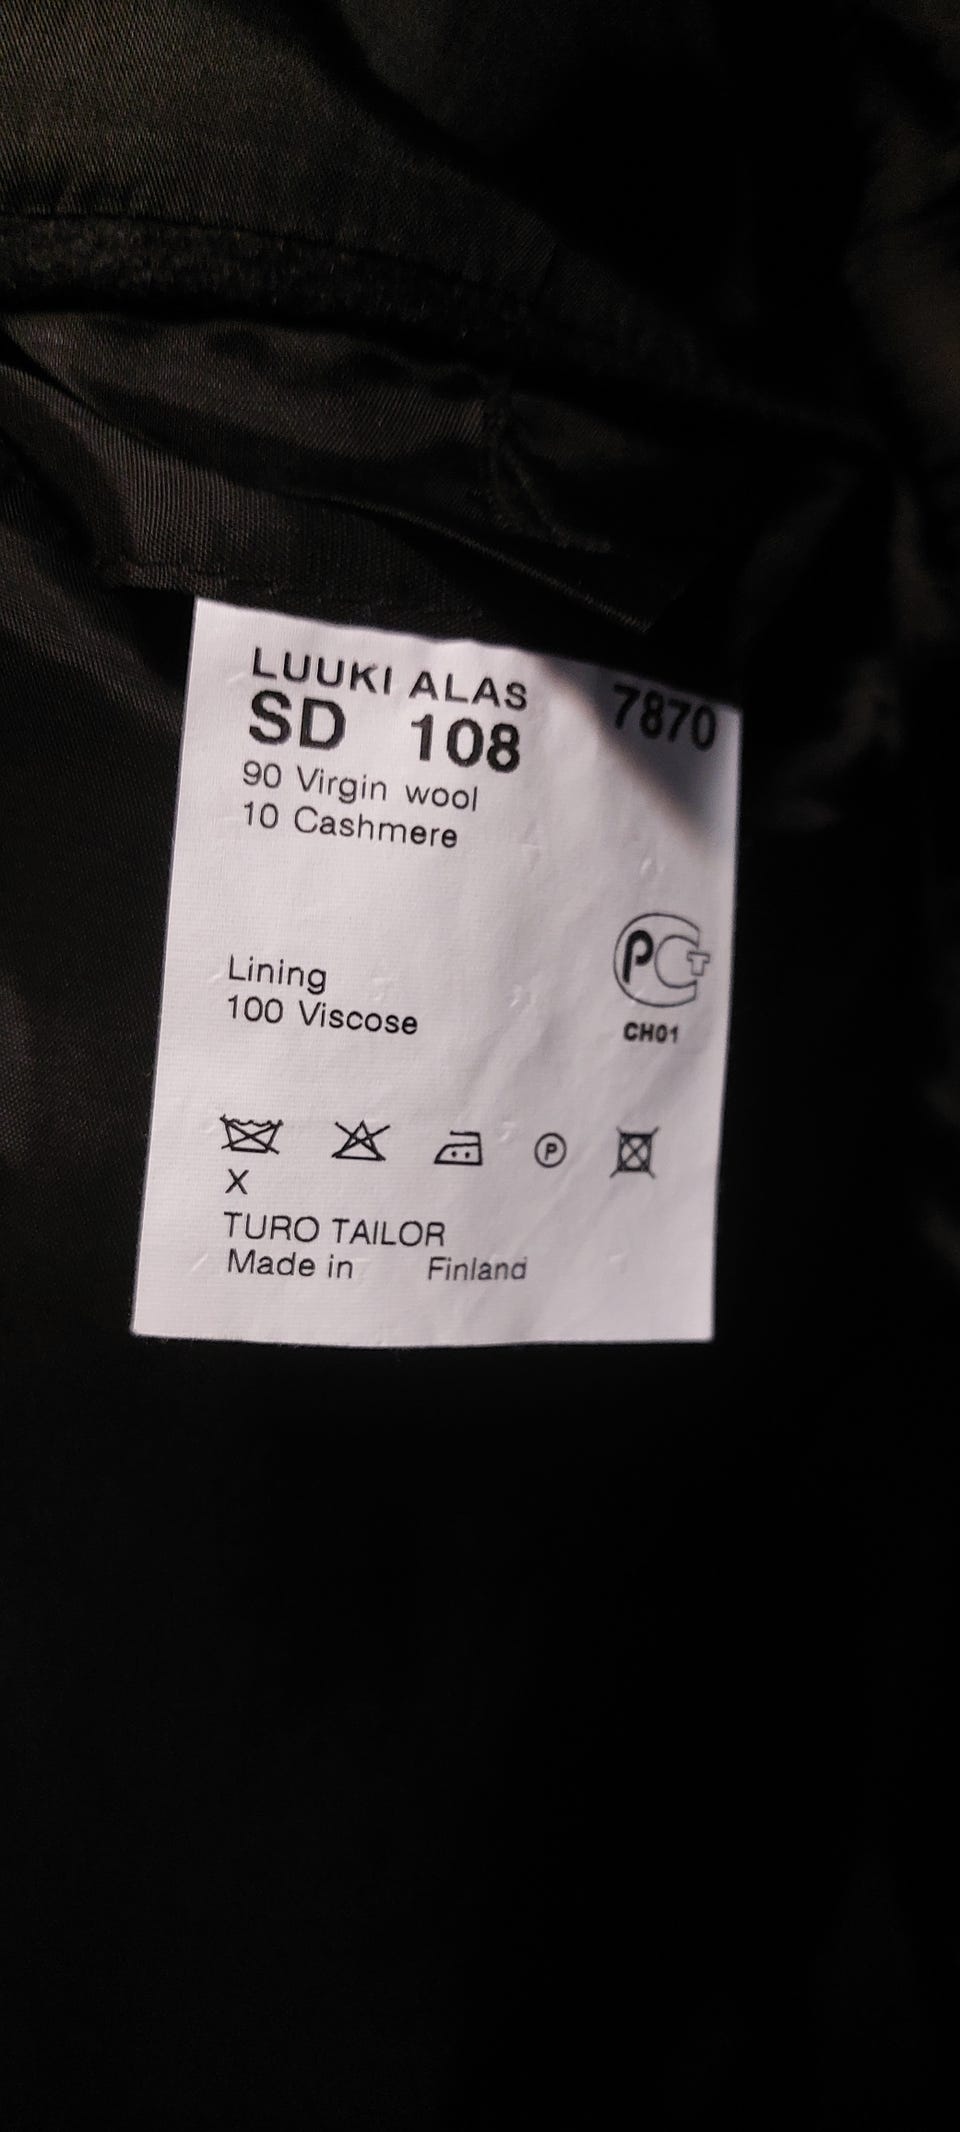 LUUKI ALAS 7870
SD 108
90 Virgin wool
10 Cashmere
Lining
100 Viscose
PCT
CH01
P
X
TURO TAILOR
Made in Finland